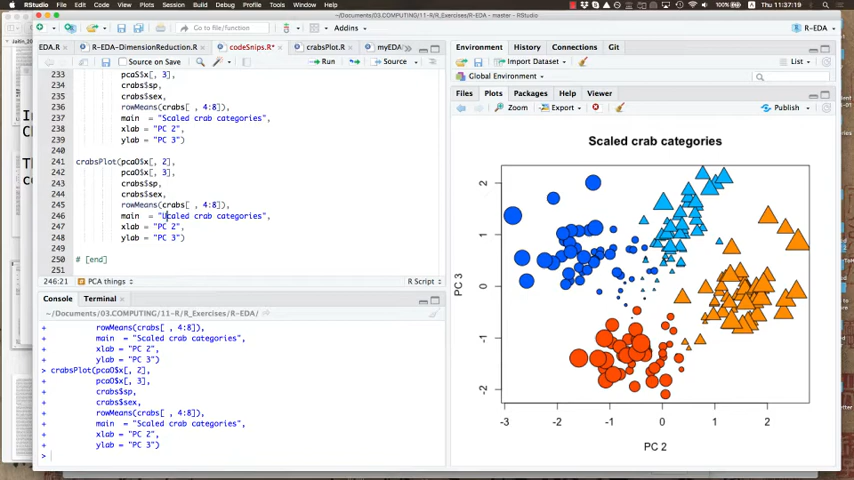 RStudio File Edit Code View Plots Session Build Debug Profile Tools Window Help 100% Jan 8 11:37:19
~/Documents/03.COMPUTING/11-R/R_Exercises/R-EDA - master - RStudio
Go to file/function Addins R-EDA
EDA.R R-EDA-DimensionReduction.R codeSnips.R* crabsPlot.R myEDA
Source on Save Run Source
233 pcaS$x[, 3],
234 crabs$sp,
235 crabs$sex,
236 rowMeans(crabs[ , 4:8]),
237 main = "Scaled crab categories",
238 xlab = "PC 2",
239 ylab = "PC 3")
240
241 crabsPlot(pcaO$x[, 2],
242 pcaO$x[, 3],
243 crabs$sp,
244 crabs$sex,
245 rowMeans(crabs[ , 4:8]),
246 main = "Ucaled crab categories",
247 xlab = "PC 2",
248 ylab = "PC 3")
249
250 # [end]
251
246:21 PCA things R Script
Console Terminal
~/Documents/03.COMPUTING/11-R/R_Exercises/R-EDA/
+ rowMeans(crabs[ , 4:8]),
+ main = "Scaled crab categories",
+ xlab = "PC 2",
+ ylab = "PC 3")
> crabsPlot(pcaO$x[, 2],
+ pcaO$x[, 3],
+ crabs$sp,
+ crabs$sex,
+ rowMeans(crabs[ , 4:8]),
+ main = "Scaled crab categories",
+ xlab = "PC 2",
+ ylab = "PC 3")
>
Environment History Connections Git
Import Dataset List
Global Environment
Files Plots Packages Help Viewer
Zoom Export Publish
Scaled crab categories
2
1
0
-1
-2
PC 3
-3 -2 -1 0 1 2
PC 2